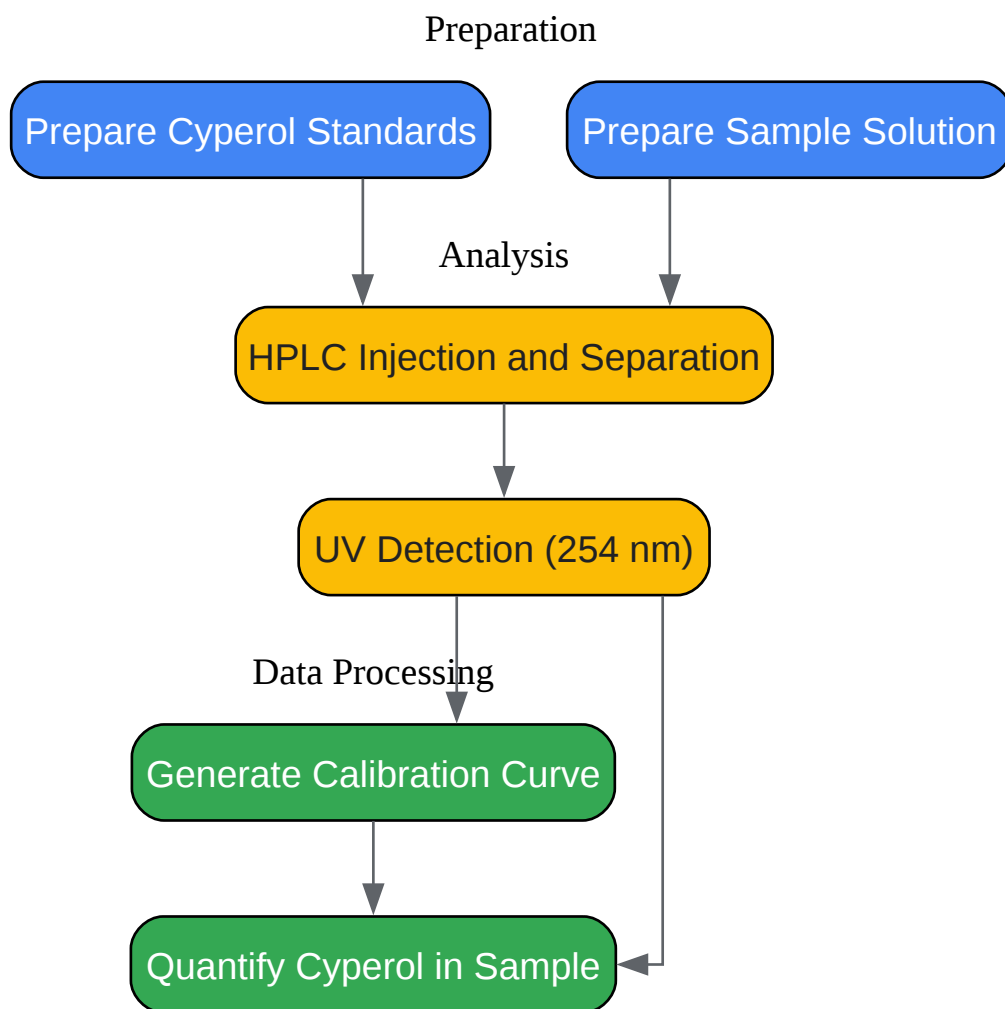 Preparation
Prepare Cyperol Standards
Prepare Sample Solution
Analysis
HPLC Injection and Separation
UV Detection (254 nm)
Data Processing
Generate Calibration Curve
Quantify Cyperol in Sample